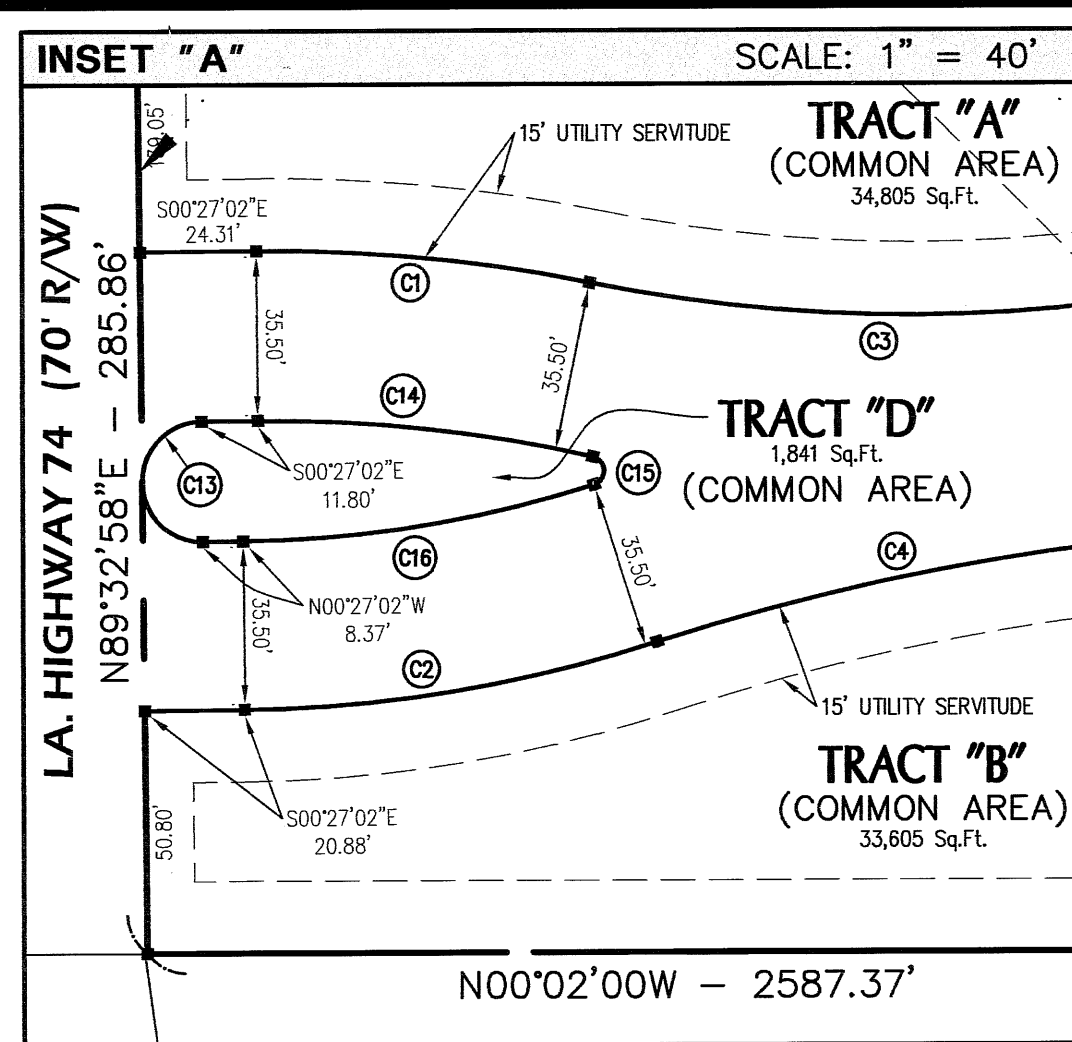 INSET "A"
SCALE: 1" = 40'
179.05'
15' UTILITY SERVITUDE
TRACT "A"
(COMMON AREA)
34,805 Sq.Ft.
S00°27'02"E
24.31'
C1
35.50'
35.50'
C3
LA. HIGHWAY 74 (70' R/W)
N89°32'58"E – 285.86'
C14
TRACT "D"
1,841 Sq.Ft.
(COMMON AREA)
C13
S00°27'02"E
11.80'
C15
C16
35.50'
C4
N00°27'02"W
8.37'
35.50'
C2
15' UTILITY SERVITUDE
TRACT "B"
(COMMON AREA)
33,605 Sq.Ft.
S00°27'02"E
20.88'
50.80'
N00°02'00W – 2587.37'